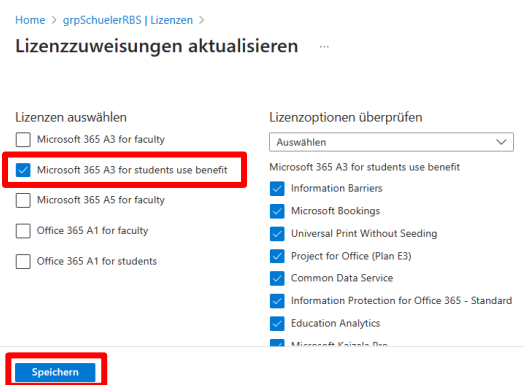 Home > grpSchuelerRBS | Lizenzen >
Lizenzzuweisungen aktualisieren ...
Lizenzen auswählen
Microsoft 365 A3 for faculty
Microsoft 365 A3 for students use benefit
Microsoft 365 A5 for faculty
Office 365 A1 for faculty
Office 365 A1 for students
Lizenzoptionen überprüfen
Auswählen
Microsoft 365 A3 for students use benefit
Information Barriers
Microsoft Bookings
Universal Print Without Seeding
Project for Office (Plan E3)
Common Data Service
Information Protection for Office 365 - Standard
Education Analytics
Microsoft Kaizala Pro
Speichern